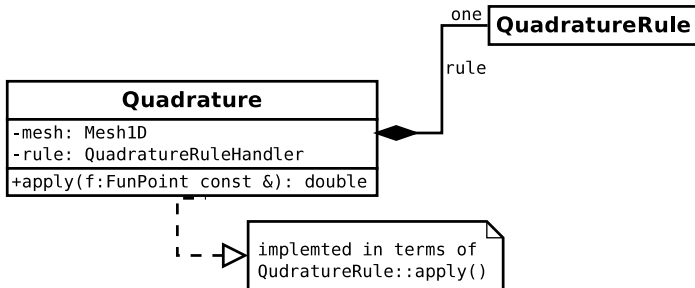 one
QuadratureRule
rule
Quadrature
-mesh: Mesh1D
-rule: QuadratureRuleHandler
+apply(f:FunPoint const &): double
implemted in terms of
QudratureRule::apply()